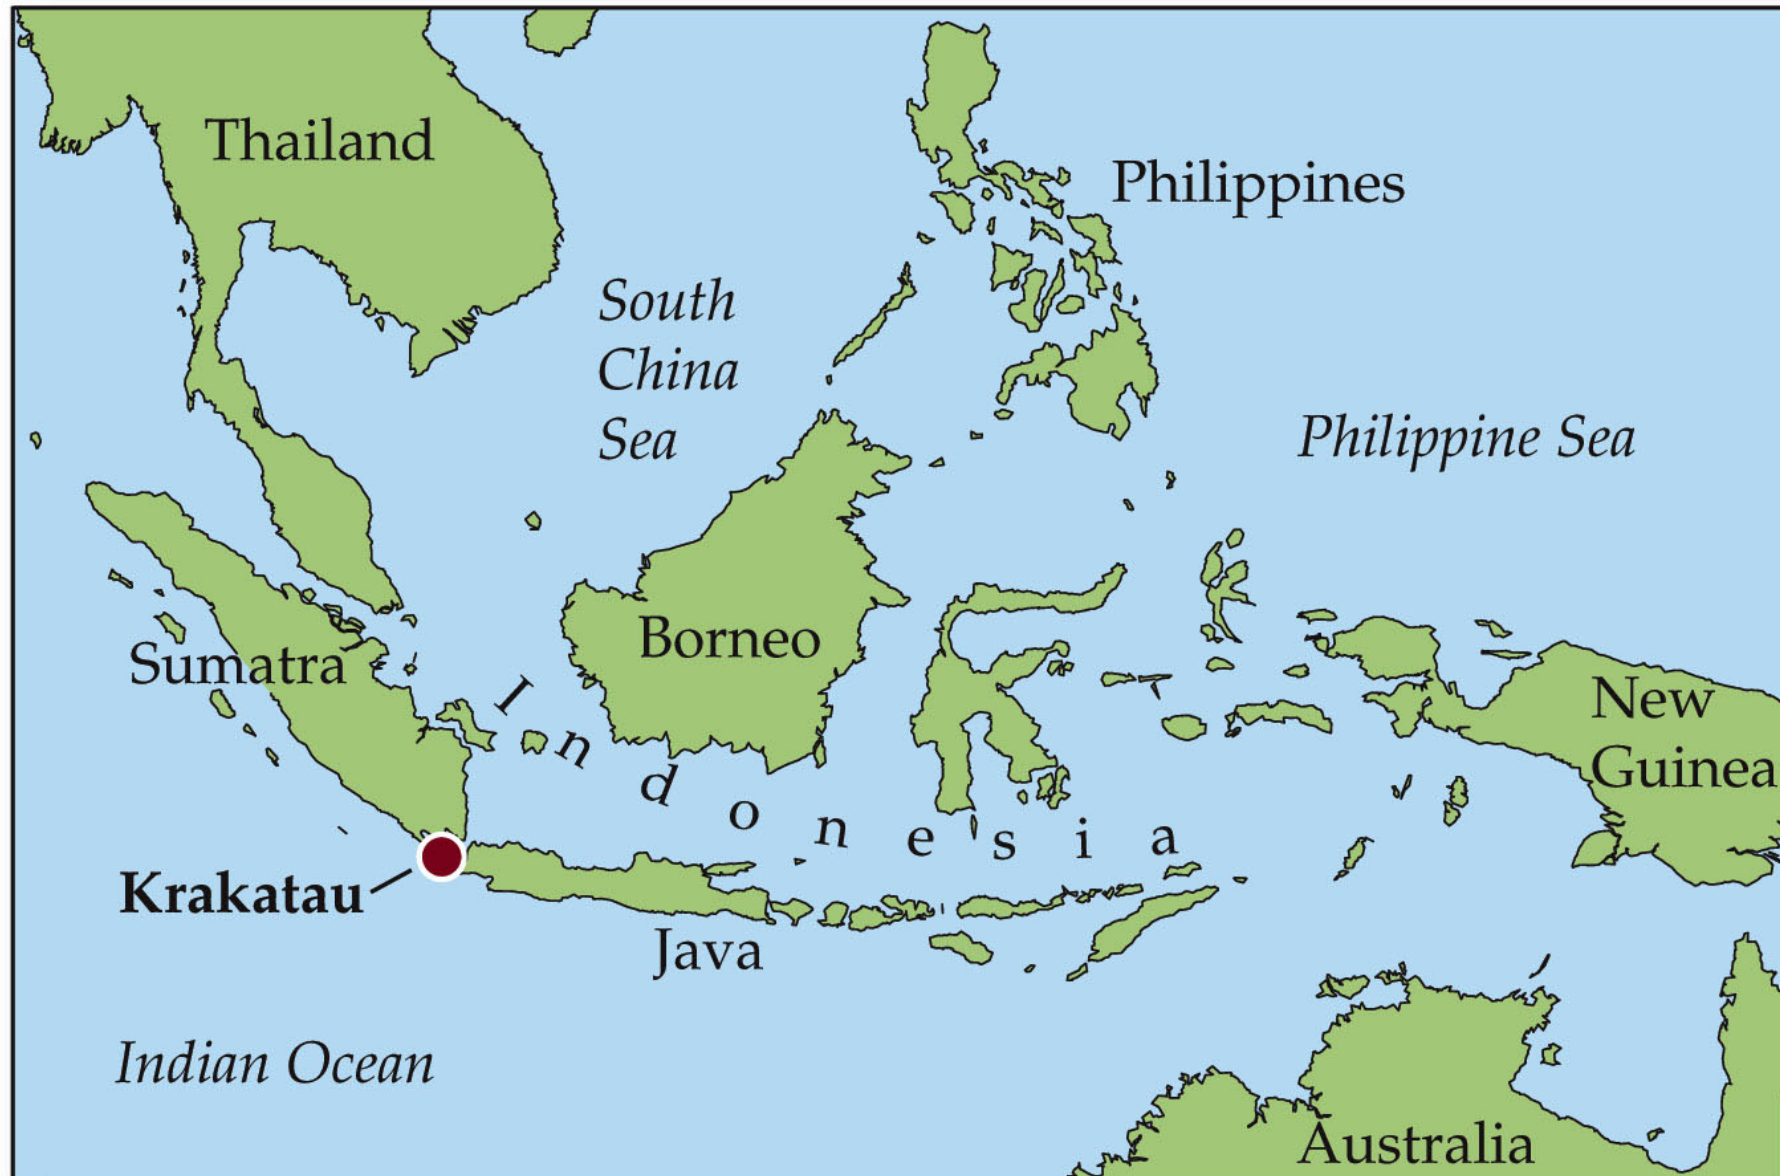 Thailand
Philippines
South
China
Sea
Philippine Sea
Borneo
Sumatra
Indonesia
New
Guinea
Krakatau
Java
Indian Ocean
Australia